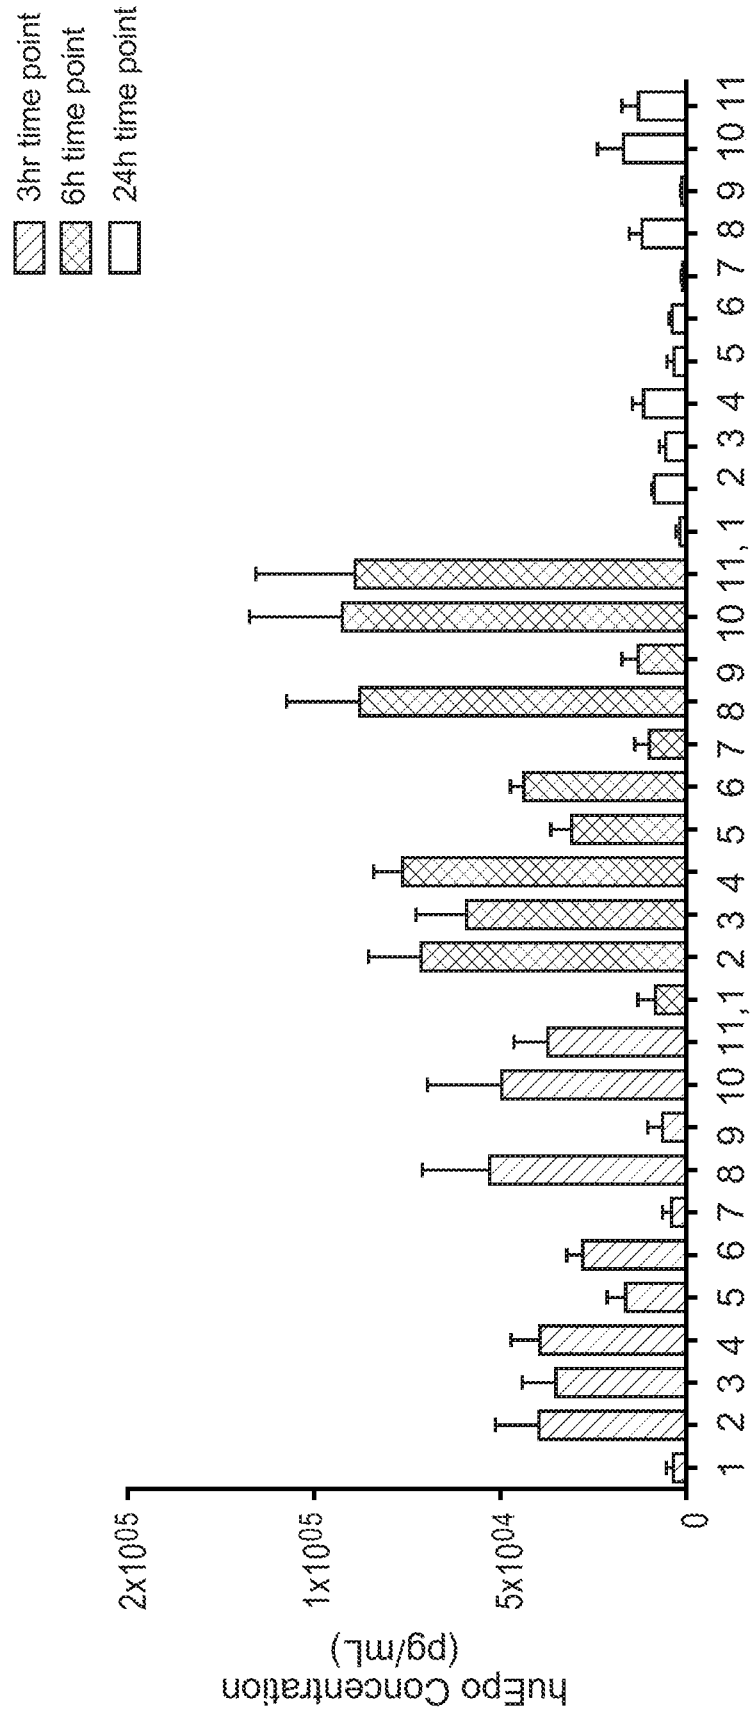 3hr time point
6h time point
24h time point
huEpo Concentration
(pg/mL)
2x10⁰⁵
1x10⁰⁵
5x10⁰⁴
0
1 2 3 4 5 6 7 8 9 10 11, 1 2 3 4 5 6 7 8 9 10 11, 1 2 3 4 5 6 7 8 9 10 11